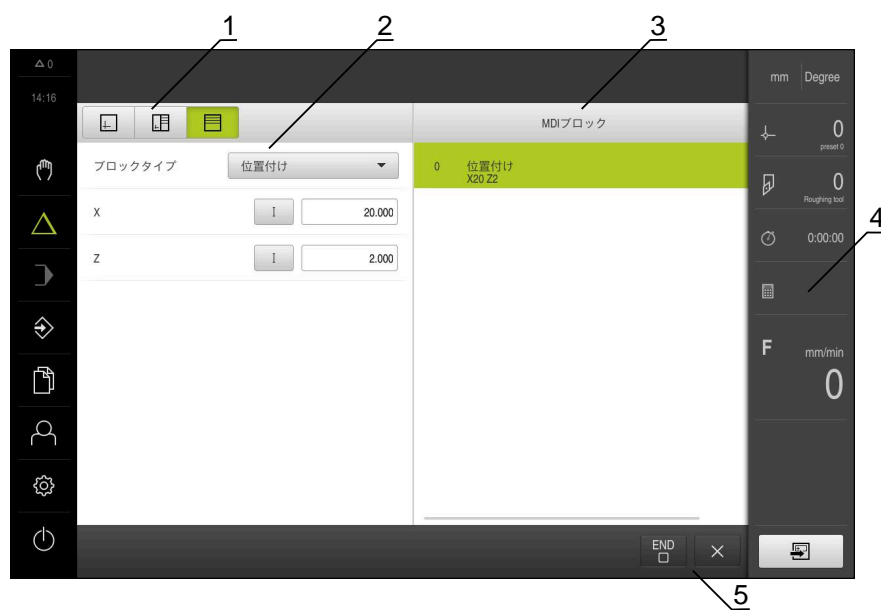 1
2
3
0
14:16
mm Degree
MDIブロック
0
preset 0
ブロックタイプ
位置付け
0 位置付け
X20 Z2
0
Roughing tool
X
I
20.000
4
0:00:00
Z
I
2.000
F
mm/min
0
END
5